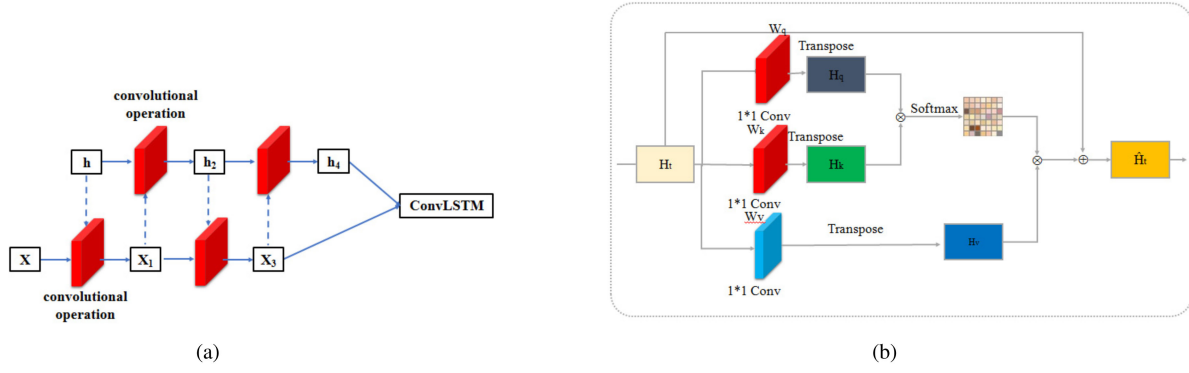 convolutional
operation
h
h₂
h₄
ConvLSTM
X
X₁
X₃
convolutional
operation
(a)
Wq
Transpose
Hq
1*1 Conv
Softmax
Wk
Transpose
Ht
Hk
Ĥt
1*1 Conv
Wv
Transpose
Hv
1*1 Conv
(b)